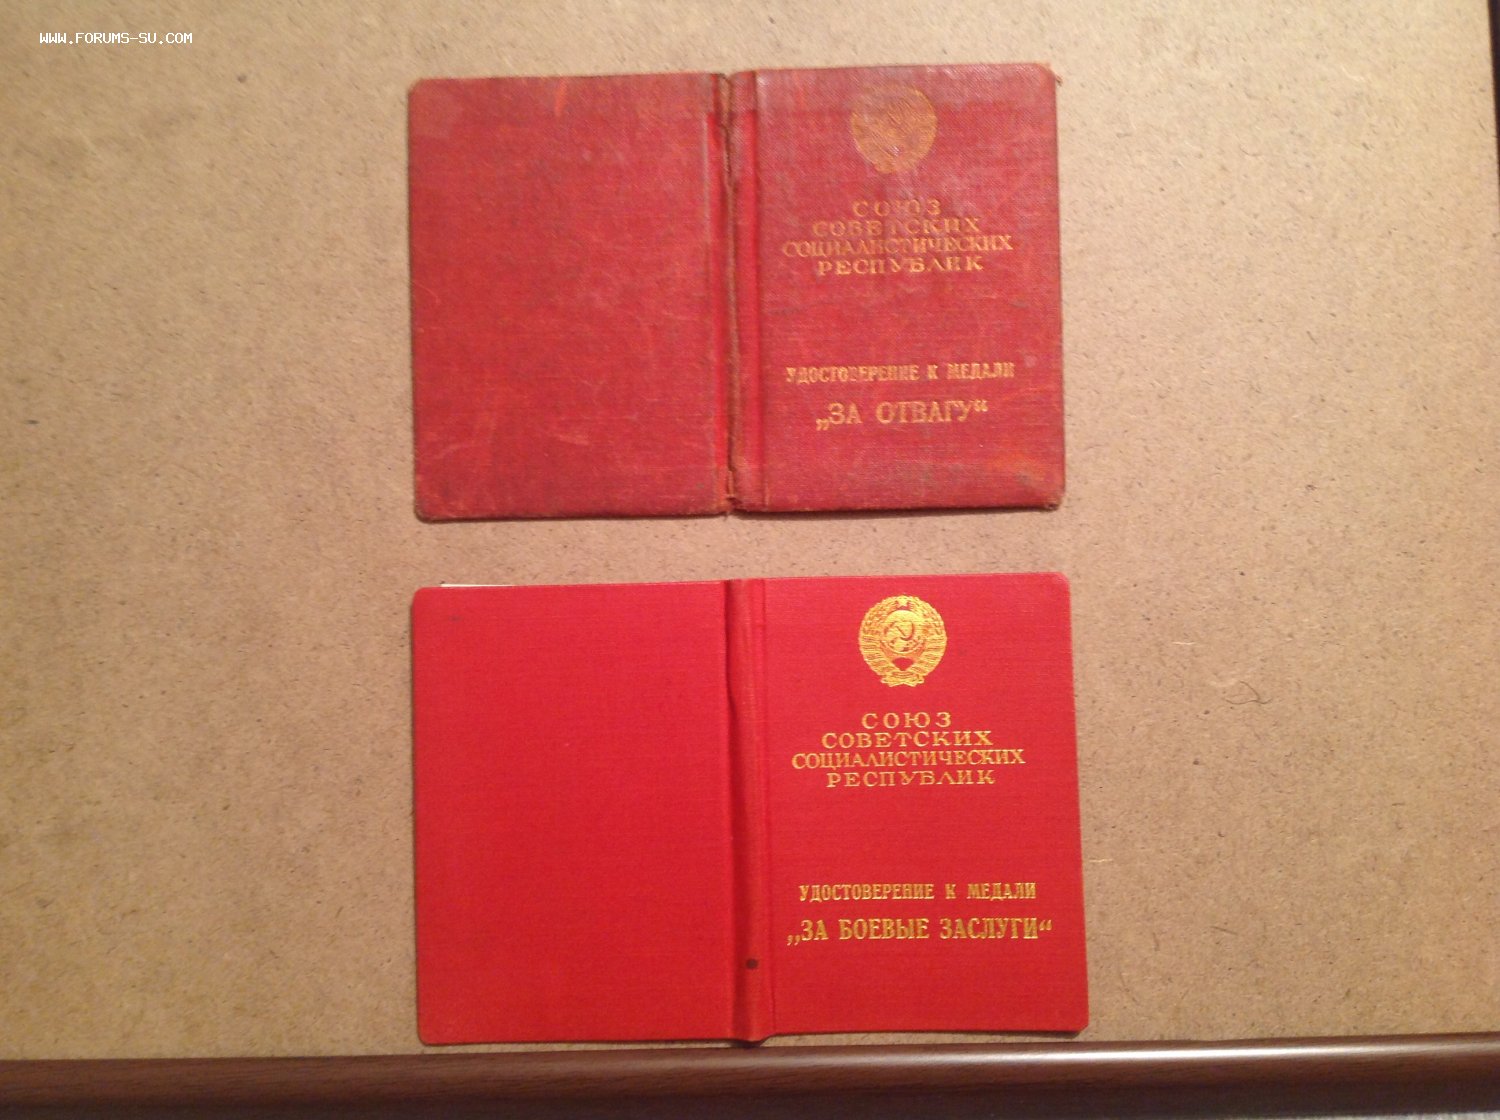 WWW.FORUMS-SU.COM
СОЮЗ
СОВЕТСКИХ
СОЦИАЛИСТИЧЕСКИХ
РЕСПУБЛИК
УДОСТОВЕРЕНИЕ К МЕДАЛИ
„ЗА ОТВАГУ“
СОЮЗ
СОВЕТСКИХ
СОЦИАЛИСТИЧЕСКИХ
РЕСПУБЛИК
УДОСТОВЕРЕНИЕ К МЕДАЛИ
„ЗА БОЕВЫЕ ЗАСЛУГИ“